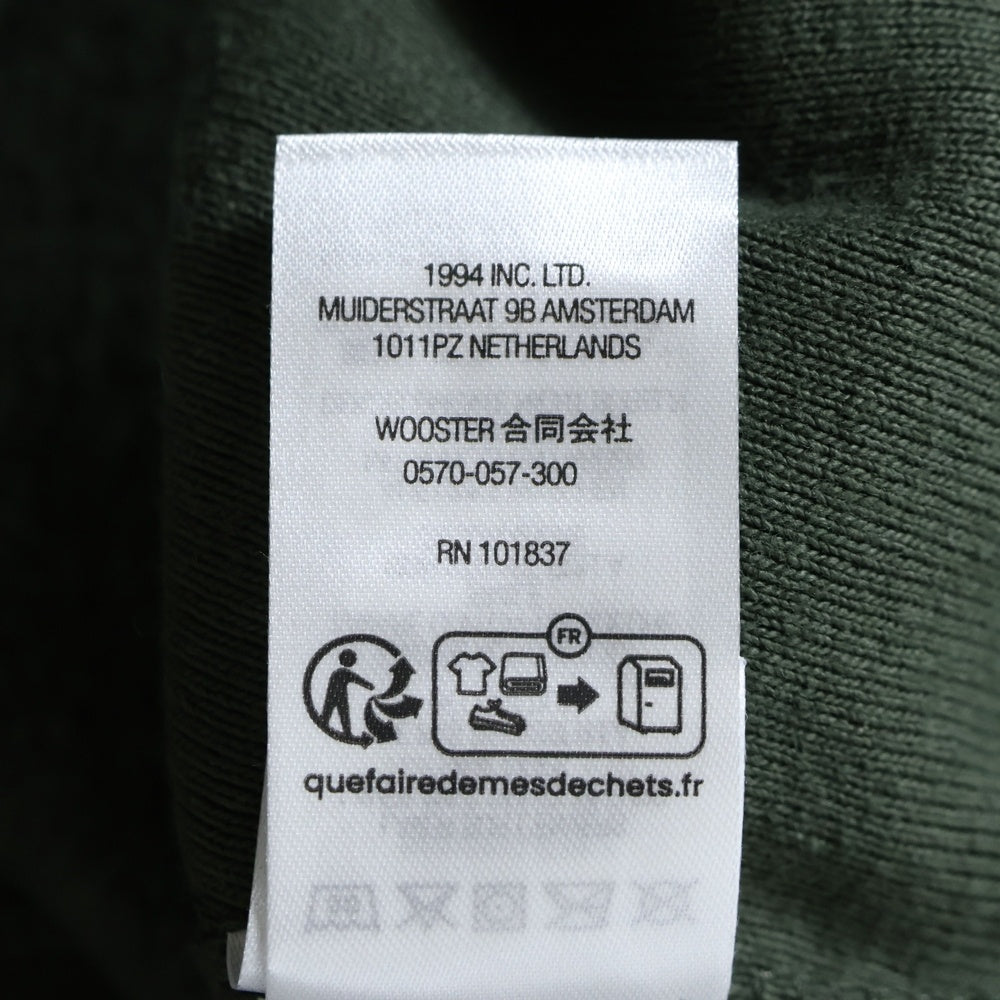 1994 INC. LTD.
MUIDERSTRAAT 9B AMSTERDAM
1011PZ NETHERLANDS
WOOSTER 合同会社
0570-057-300
RN 101837
FR
quefairedemesdechets.fr